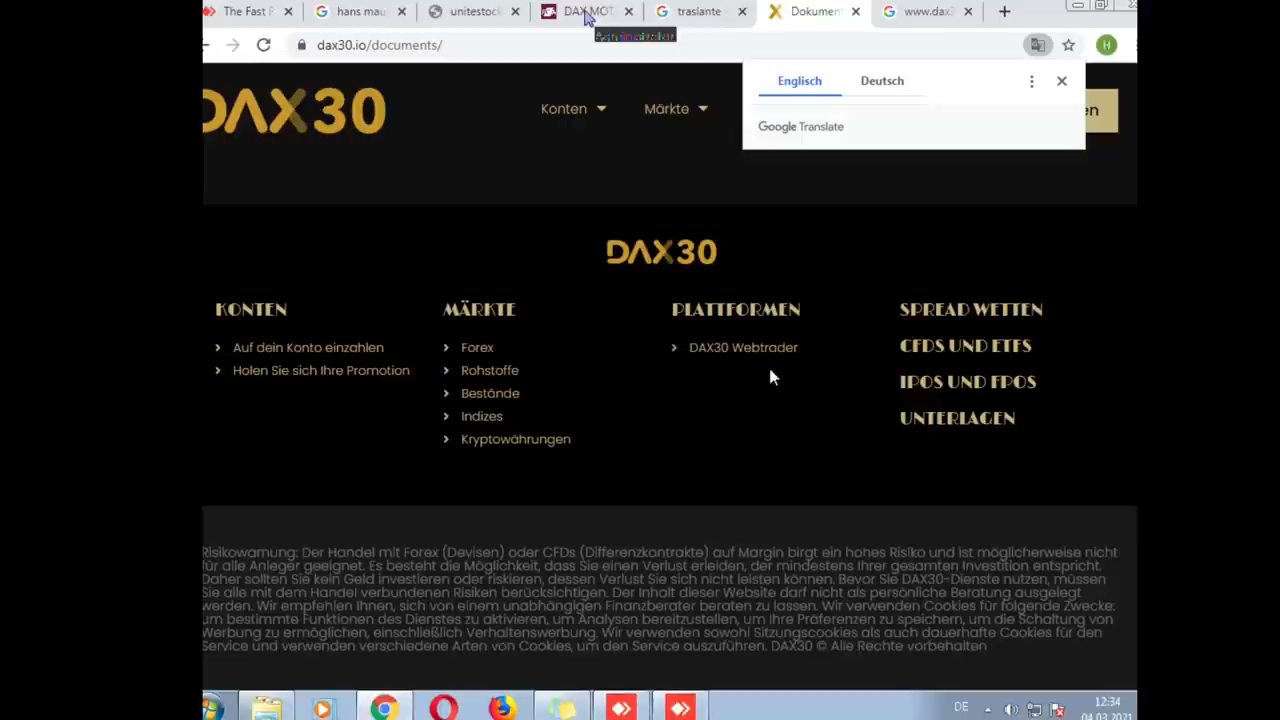 The Fast F
hans mau
unitestock
DAX MOT
traslante
Dokumen
www.dax3
dax30.io/documents/
H
Englisch
Deutsch
Google Translate
DAX30
Konten
Märkte
en
DAX30
KONTEN
MÄRKTE
PLATTFORMEN
SPREAD WETTEN
Auf dein Konto einzahlen
Forex
DAX30 Webtrader
CFDS UND ETFS
Holen Sie sich Ihre Promotion
Rohstoffe
IPOS UND FPOS
Bestände
Indizes
UNTERLAGEN
Kryptowährungen
Risikowarnung: Der Handel mit Forex (Devisen) oder CFDs (Differenzkontrakte) auf Margin birgt ein hohes Risiko und ist möglicherweise nicht
für alle Anleger geeignet. Es besteht die Möglichkeit, dass Sie einen Verlust erleiden, der mindestens Ihrer gesamten Investition entspricht.
Daher sollten Sie kein Geld investieren oder riskieren, dessen Verlust Sie sich nicht leisten können. Bevor Sie DAX30-Dienste nutzen, müssen
Sie alle mit dem Handel verbundenen Risiken berücksichtigen. Der Inhalt dieser Website darf nicht als persönliche Beratung ausgelegt
werden. Wir empfehlen Ihnen, sich von einem unabhängigen Finanzberater beraten zu lassen. Wir verwenden Cookies für folgende Zwecke:
um bestimmte Funktionen des Dienstes zu aktivieren, um Analysen bereitzustellen, um Ihre Präferenzen zu speichern, um die Schaltung von
Werbung zu ermöglichen, einschließlich Verhaltenswerbung. Wir verwenden sowohl Sitzungscookies als auch dauerhafte Cookies für den
Service und verwenden verschiedene Arten von Cookies, um den Service auszuführen. DAX30 © Alle Rechte vorbehalten
DE
12:34
04.03.2021